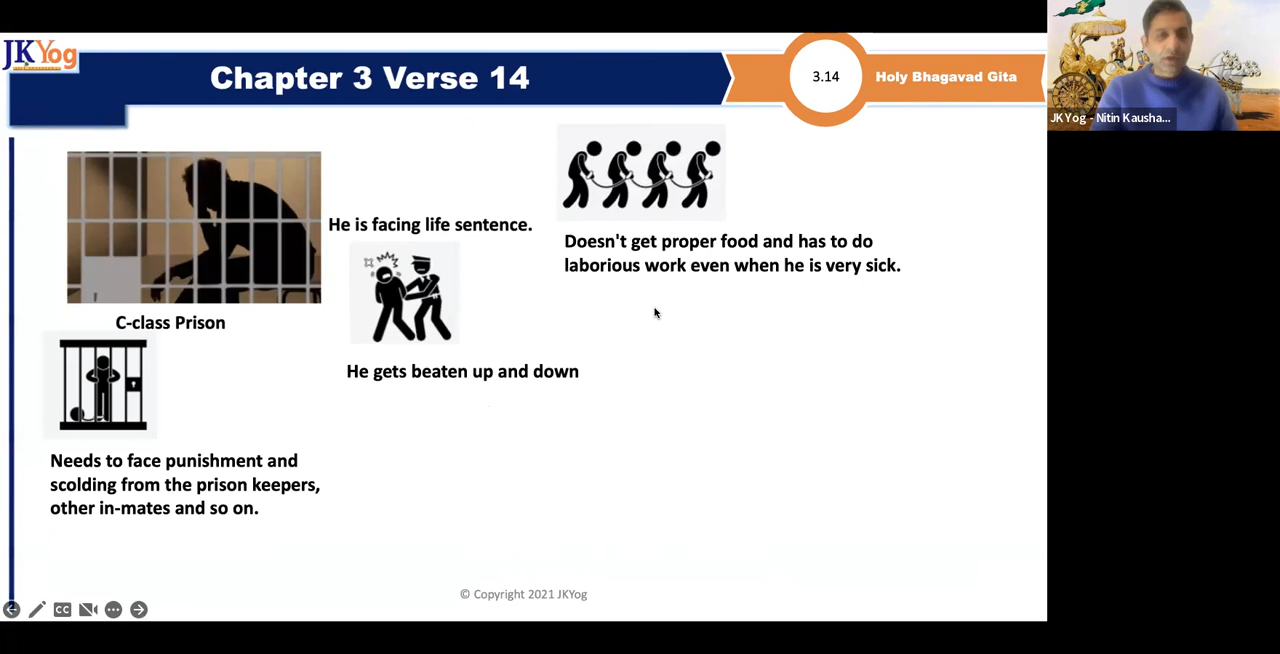 JKYog
Chapter 3 Verse 14
3.14
Holy Bhagavad Gita
JKYog - Nitin Kausha...
He is facing life sentence.
Doesn't get proper food and has to do
laborious work even when he is very sick.
C-class Prison
He gets beaten up and down
Needs to face punishment and
scolding from the prison keepers,
other in-mates and so on.
© Copyright 2021 JKYog
CC